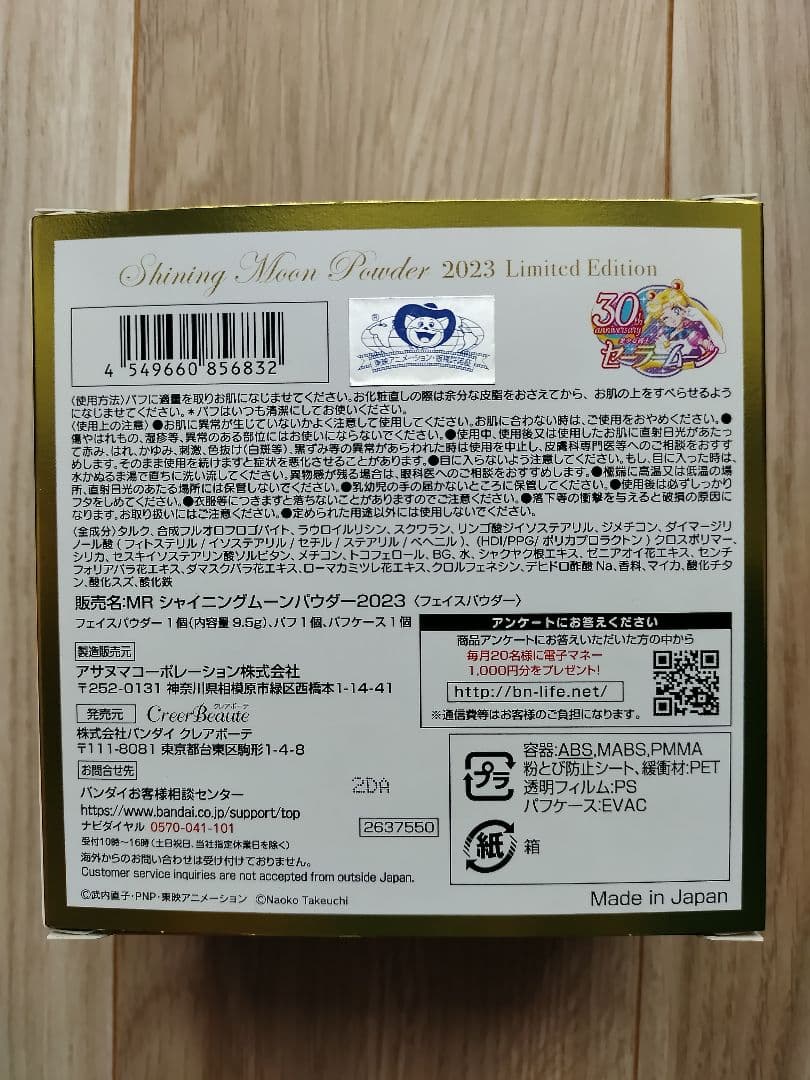 Shining Moon Powder 2023 Limited Edition
4 549660 856832
東映アニメーション・版権許諾証
30th
anniversary
美少女戦士
セーラームーン
〈使用方法〉パフに適量を取りお肌になじませてください。お化粧直しの際は余分な皮脂をおさえてから、お肌の上をすべらせるよう
になじませてください。＊パフはいつも清潔にしてお使いください。
〈使用上の注意〉●お肌に異常が生じていないかよく注意して使用してください。お肌に合わない時は、ご使用をおやめください。●
傷やはれもの、湿疹等、異常のある部位にはお使いにならないでください。●使用中、使用後又は使用したお肌に直射日光があたっ
て赤み、はれ、かゆみ、刺激、色抜け(白斑等)、黒ずみ等の異常があらわれた時は使用を中止し、皮膚科専門医等へのご相談をおすす
めします。そのまま使用を続けますと症状を悪化させることがあります。●目に入らないよう注意してください。もし、目に入った時は、
水かぬるま湯で直ちに洗い流してください。異物感が残る場合は、眼科医へのご相談をおすすめします。●極端に高温又は低温の場
所、直射日光のあたる場所には保管しないでください。●乳幼児の手の届かないところに保管してください。●使用後は必ずしっかり
フタをしめてください。●衣服等につきますと落ちないことがありますのでご注意ください。●落下等の衝撃を与えると破損の原因に
なります。お取り扱いにはご注意ください。●定められた用途以外には使用しないでください。
〈全成分〉タルク、合成フルオロフロゴパイト、ラウロイルリシン、スクワラン、リンゴ酸ジイソステアリル、ジメチコン、ダイマージリ
ノール酸(フィトステリル/イソステアリル/セチル/ステアリル/ベヘニル)、(HDI/PPG/ポリカプロラクトン)クロスポリマー、
シリカ、セスキイソステアリン酸ソルビタン、メチコン、トコフェロール、BG、水、シャクヤク根エキス、ゼニアオイ花エキス、センチ
フォリアバラ花エキス、ダマスクバラ花エキス、ローマカミツレ花エキス、クロルフェネシン、デヒドロ酢酸Na、香料、マイカ、酸化チタ
ン、酸化スズ、酸化鉄
販売名:MR シャイニングムーンパウダー2023〈フェイスパウダー〉
フェイスパウダー1個(内容量9.5g)、パフ1個、パフケース1個
製造販売元
アサヌマコーポレーション株式会社
〒252-0131 神奈川県相模原市緑区西橋本1-14-41
発売元 CreerBeaute クレアボーテ
株式会社バンダイ クレアボーテ
〒111-8081 東京都台東区駒形1-4-8
お問合せ先
バンダイお客様相談センター
https://www.bandai.co.jp/support/top
ナビダイヤル 0570-041-101
受付10時～16時(土日祝日、当社指定休業日を除く)
海外からのお問い合わせは受け付けておりません。
Customer service inquiries are not accepted from outside Japan.
©武内直子・PNP・東映アニメーション ©Naoko Takeuchi
2DA
2637550
アンケートにお答えください
商品アンケートにお答えいただいた方の中から
毎月20名様に電子マネー
1,000円分をプレゼント!
http://bn-life.net/
※通信費等はお客様のご負担になります。
プラ
容器:ABS,MABS,PMMA
粉とび防止シート、緩衝材:PET
透明フィルム:PS
パフケース:EVAC
紙 箱
Made in Japan